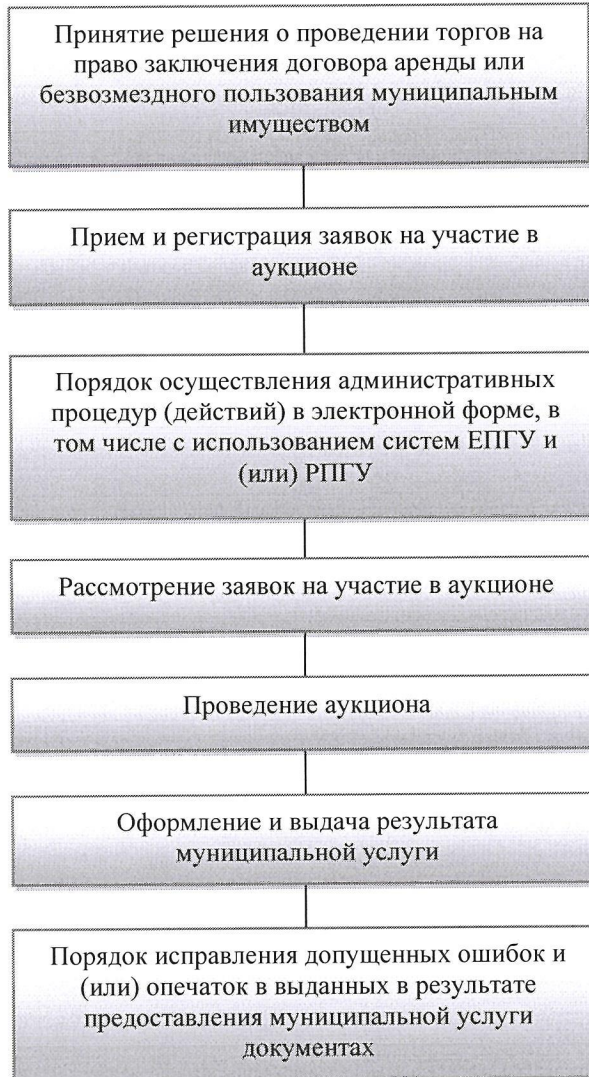 Принятие решения о проведении торгов на
право заключения договора аренды или
безвозмездного пользования муниципальным
имуществом
Прием и регистрация заявок на участие в
аукционе
Порядок осуществления административных
процедур (действий) в электронной форме, в
том числе с использованием систем ЕПГУ и
(или) РПГУ
Рассмотрение заявок на участие в аукционе
Проведение аукциона
Оформление и выдача результата
муниципальной услуги
Порядок исправления допущенных ошибок и
(или) опечаток в выданных в результате
предоставления муниципальной услуги
документах